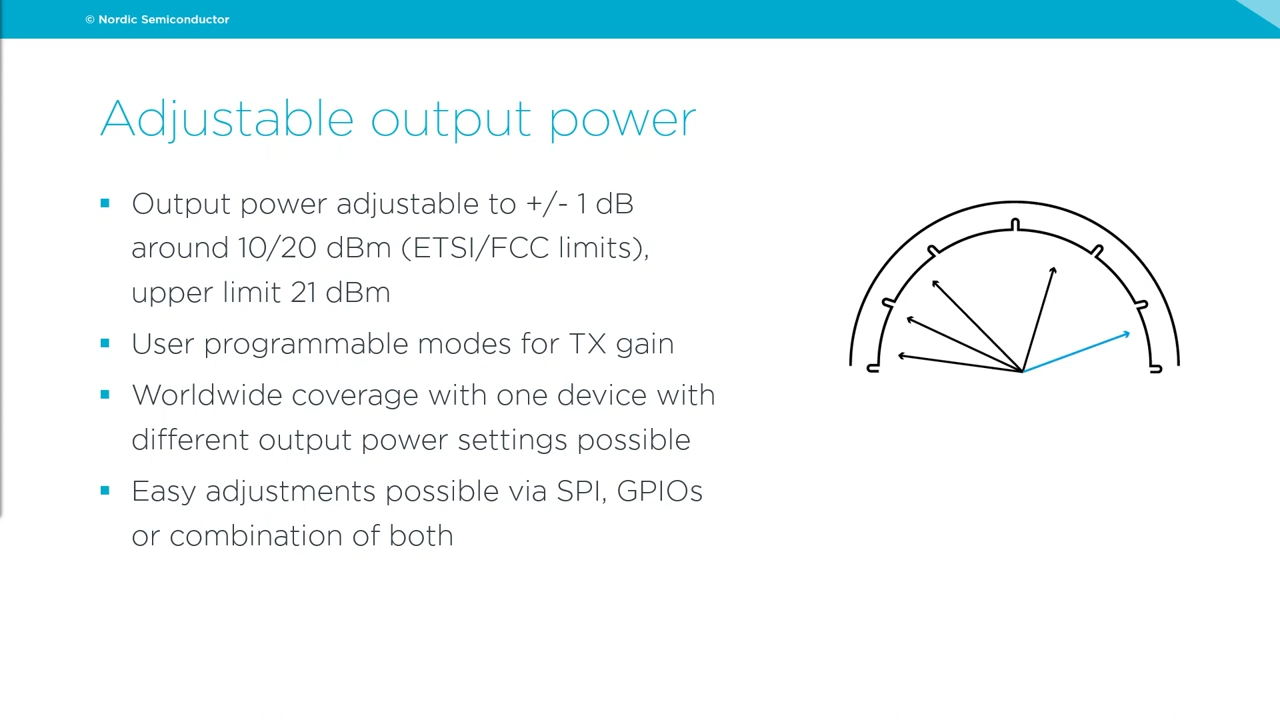 © Nordic Semiconductor
Adjustable output power
▪ Output power adjustable to +/- 1 dB
around 10/20 dBm (ETSI/FCC limits),
upper limit 21 dBm
▪ User programmable modes for TX gain
▪ Worldwide coverage with one device with
different output power settings possible
▪ Easy adjustments possible via SPI, GPIOs
or combination of both